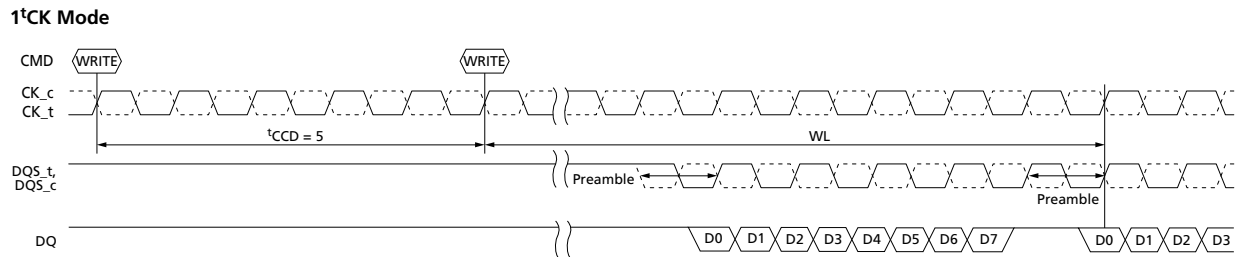 1ᵗCK Mode
CMD WRITE WRITE
CK_c
CK_t
ᵗCCD = 5 WL
DQS_t,
DQS_c
Preamble
Preamble
DQ D0 D1 D2 D3 D4 D5 D6 D7 D0 D1 D2 D3